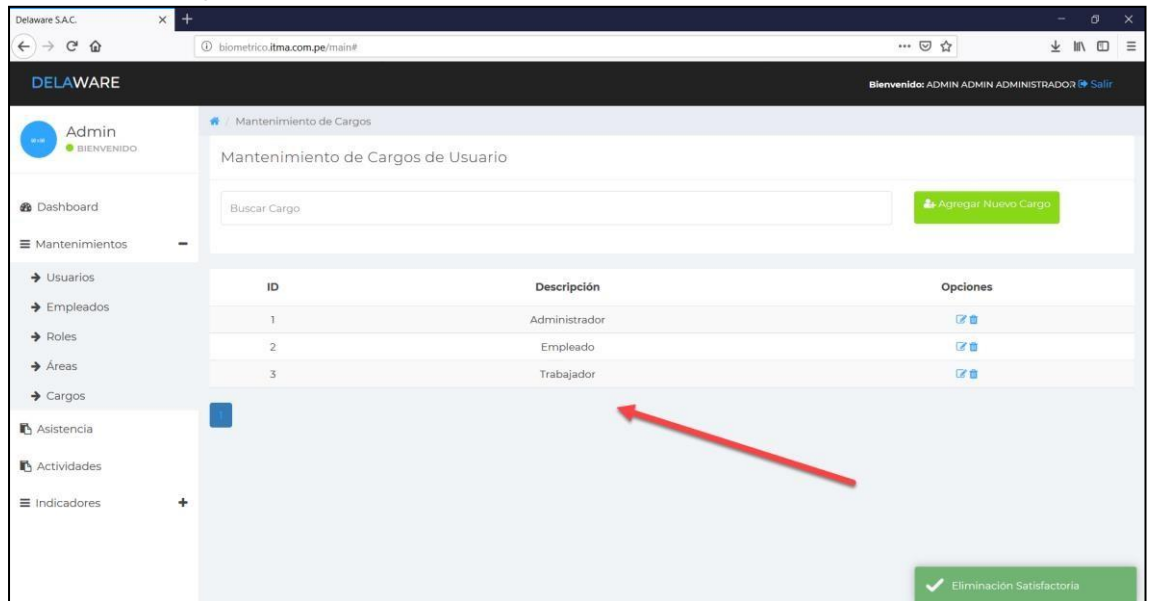 Delaware S.A.C.
biometrico.itma.com.pe/main#
DELAWARE
Bienvenido: ADMIN ADMIN ADMINISTRADOR Salir
Admin
BIENVENIDO
/ Mantenimiento de Cargos
Mantenimiento de Cargos de Usuario
Dashboard
Buscar Cargo
Agregar Nuevo Cargo
Mantenimientos
Usuarios
Empleados
Roles
Áreas
Cargos
Asistencia
Actividades
Indicadores
ID Descripción Opciones
1 Administrador
2 Empleado
3 Trabajador
1
Eliminación Satisfactoria